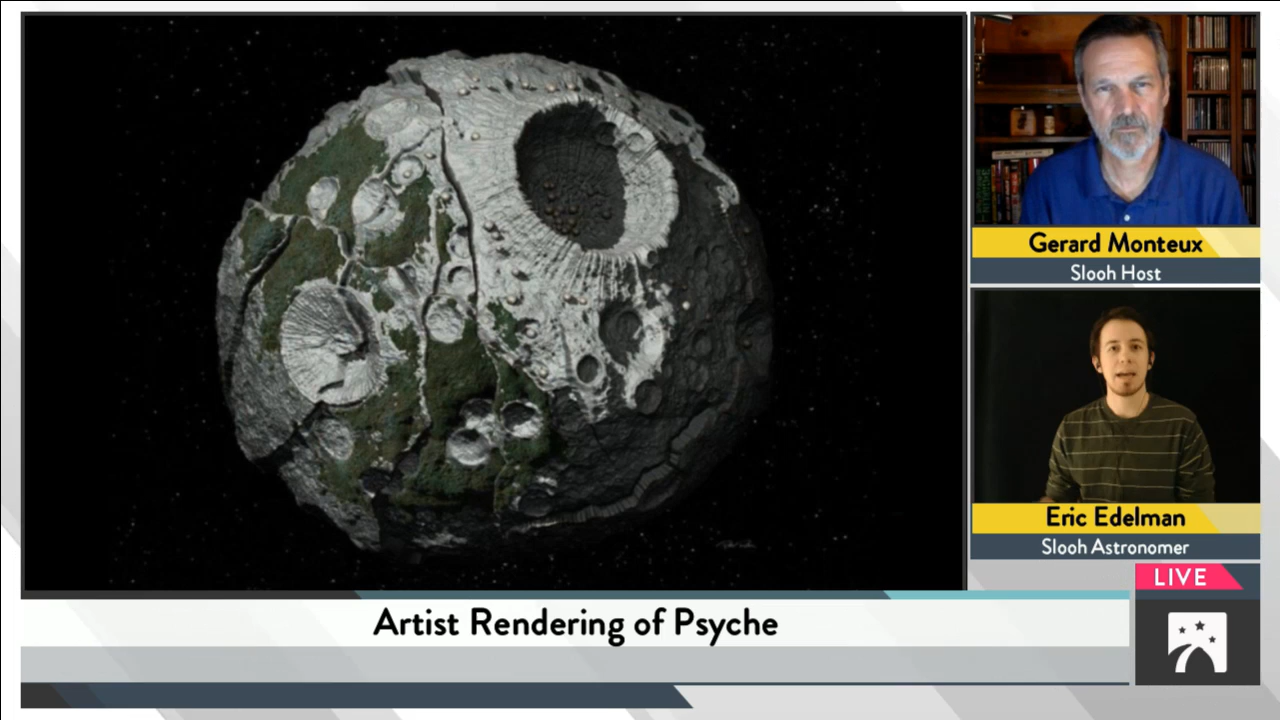 Gerard Monteux
Slooh Host
Eric Edelman
Slooh Astronomer
LIVE
Artist Rendering of Psyche